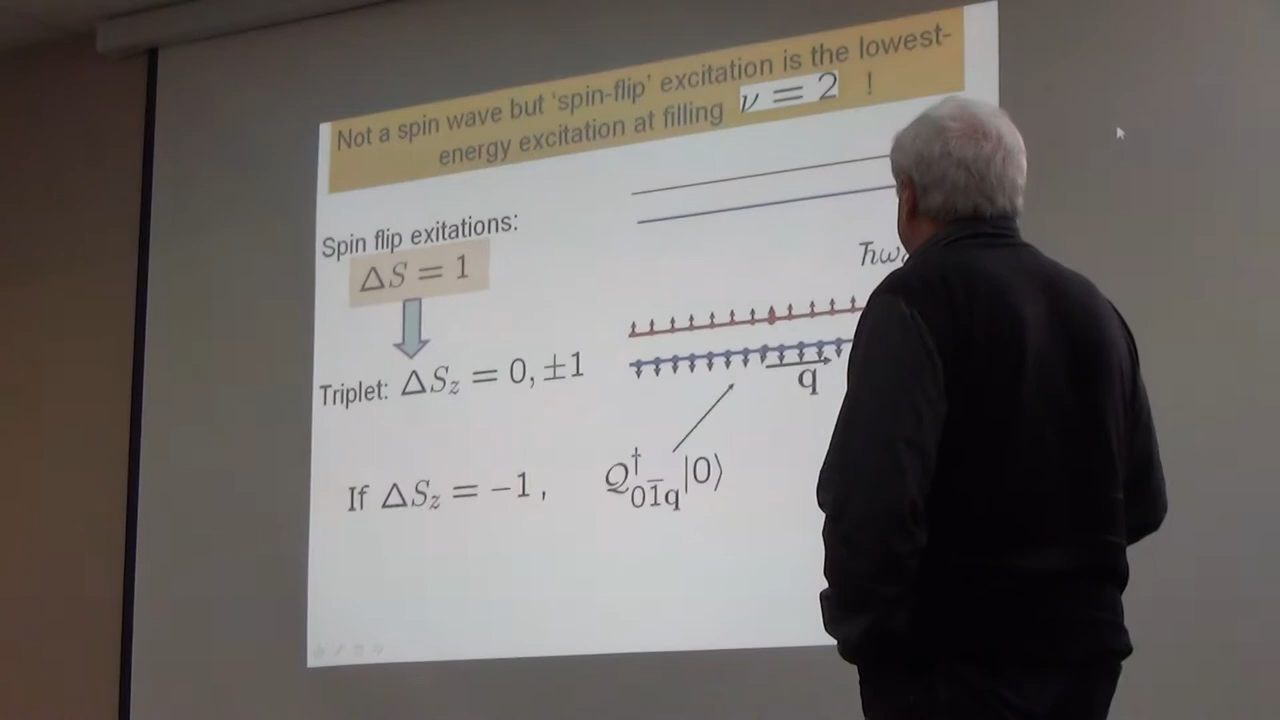 Not a spin wave but 'spin-flip' excitation is the lowest-
energy excitation at filling ν = 2 !
Spin flip exitations:
ΔS = 1
ħω
Triplet: ΔS_z = 0, ±1
q
If ΔS_z = −1 ,
𝒬†_{01̅q}|0⟩